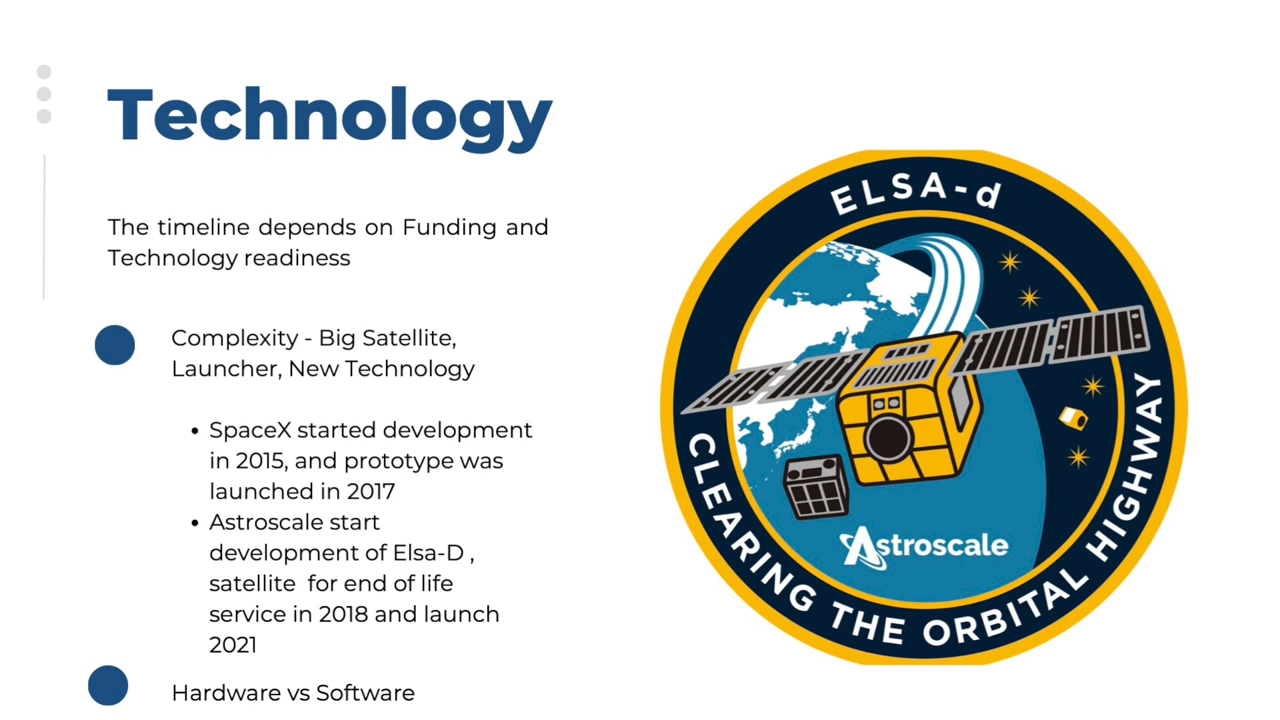 Technology
The timeline depends on Funding and
Technology readiness
Complexity - Big Satellite,
Launcher, New Technology
• SpaceX started development
in 2015, and prototype was
launched in 2017
• Astroscale start
development of Elsa-D ,
satellite  for end of life
service in 2018 and launch
2021
Hardware vs Software
ELSA-d
Astroscale
CLEARING THE ORBITAL HIGHWAY